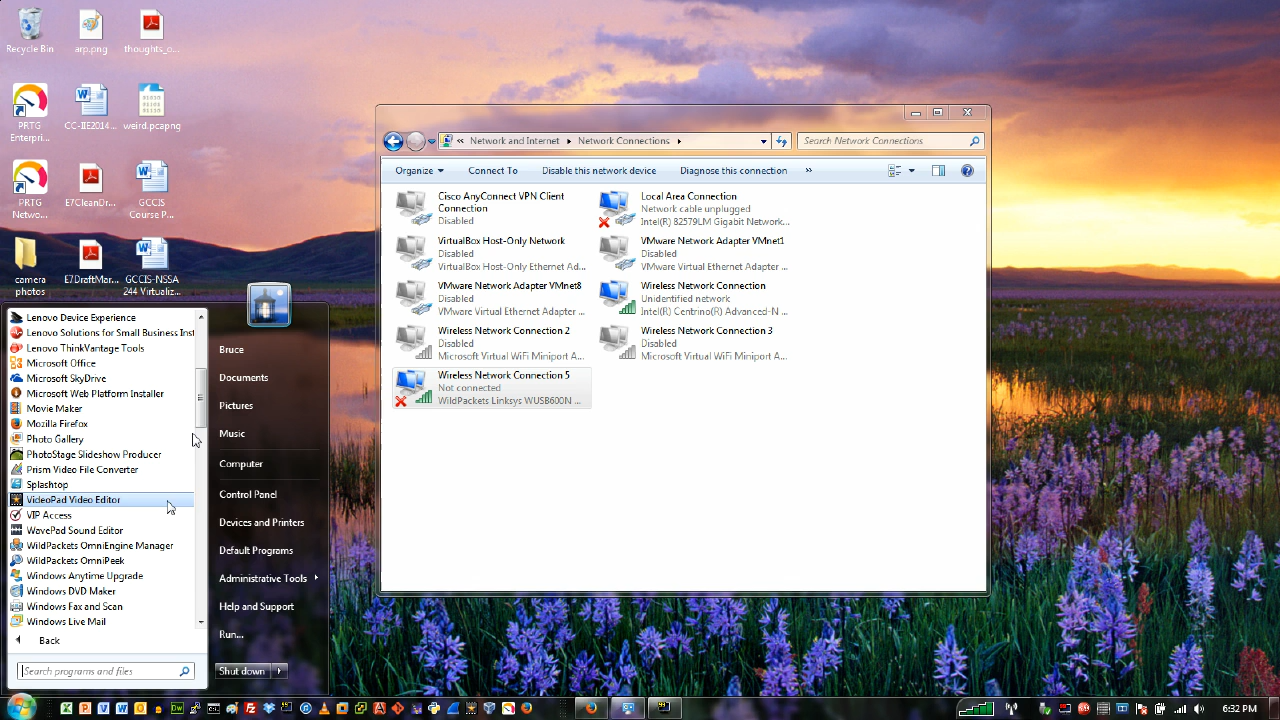 Recycle Bin
arp.png
thoughts_o...
PRTG
Enterpri...
CC-IIE2014...
weird.pcapng
PRTG
Netwo...
E7CleanDr...
GCCIS
Course P...
camera
photos
E7DraftMar...
GCCIS-NSSA
244 Virtualiz...
« Network and Internet
Network Connections
Search Network Connections
Organize
Connect To
Disable this network device
Diagnose this connection
»
Cisco AnyConnect VPN Client
Connection
Disabled
Local Area Connection
Network cable unplugged
Intel(R) 82579LM Gigabit Network...
VirtualBox Host-Only Network
Disabled
VirtualBox Host-Only Ethernet Ad...
VMware Network Adapter VMnet1
Disabled
VMware Virtual Ethernet Adapter ...
VMware Network Adapter VMnet8
Disabled
VMware Virtual Ethernet Adapter ...
Wireless Network Connection
Unidentified network
Intel(R) Centrino(R) Advanced-N ...
Wireless Network Connection 2
Disabled
Microsoft Virtual WiFi Miniport A...
Wireless Network Connection 3
Disabled
Microsoft Virtual WiFi Miniport A...
Wireless Network Connection 5
Not connected
WildPackets Linksys WUSB600N ...
Lenovo Device Experience
Lenovo Solutions for Small Business Inst
Lenovo ThinkVantage Tools
Microsoft Office
Microsoft SkyDrive
Microsoft Web Platform Installer
Movie Maker
Mozilla Firefox
Photo Gallery
PhotoStage Slideshow Producer
Prism Video File Converter
Splashtop
VideoPad Video Editor
VIP Access
WavePad Sound Editor
WildPackets OmniEngine Manager
WildPackets OmniPeek
Windows Anytime Upgrade
Windows DVD Maker
Windows Fax and Scan
Windows Live Mail
Back
Search programs and files
Bruce
Documents
Pictures
Music
Computer
Control Panel
Devices and Printers
Default Programs
Administrative Tools
Help and Support
Run...
Shut down
6:32 PM